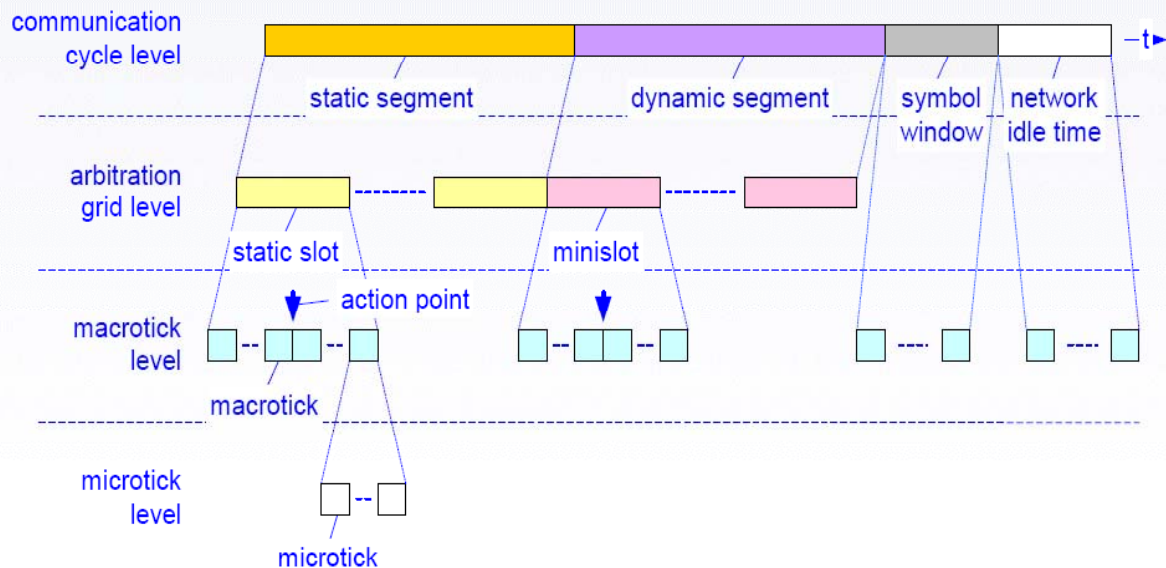 communication
cycle level
t
static segment
dynamic segment
symbol
window
network
idle time
arbitration
grid level
static slot
minislot
action point
macrotick
level
macrotick
microtick
level
microtick